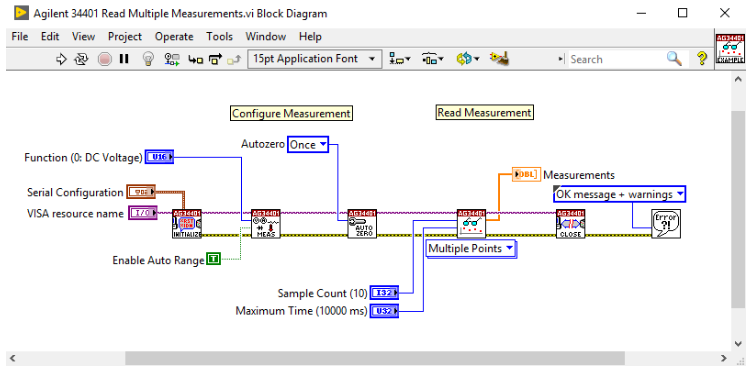 Agilent 34401 Read Multiple Measurements.vi Block Diagram
File Edit View Project Operate Tools Window Help
15pt Application Font
Search
?
AG34401
EXAMPLE
Configure Measurement
Read Measurement
Autozero Once
Function (0: DC Voltage) U16
DBL Measurements
Serial Configuration
OK message + warnings
VISA resource name I/O
AG34401
INITIALIZE
AG34401
MEAS
AG34401
AUTO
ZERO
AG34401
AG34401
CLOSE
Error
?!
Multiple Points
Enable Auto Range T
Sample Count (10) I32
Maximum Time (10000 ms) U32